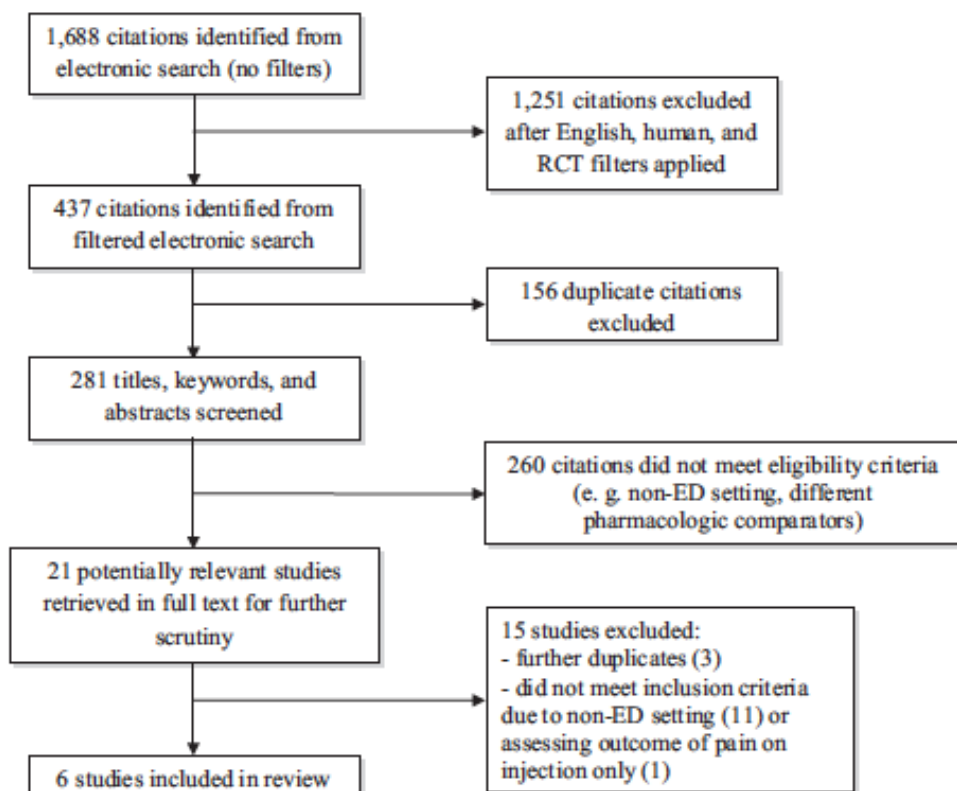 1,688 citations identified from
electronic search (no filters)
1,251 citations excluded
after English, human, and
RCT filters applied
437 citations identified from
filtered electronic search
156 duplicate citations
excluded
281 titles, keywords, and
abstracts screened
260 citations did not meet eligibility criteria
(e. g. non-ED setting, different
pharmacologic comparators)
21 potentially relevant studies
retrieved in full text for further
scrutiny
15 studies excluded:
- further duplicates (3)
- did not meet inclusion criteria
due to non-ED setting (11) or
assessing outcome of pain on
injection only (1)
6 studies included in review